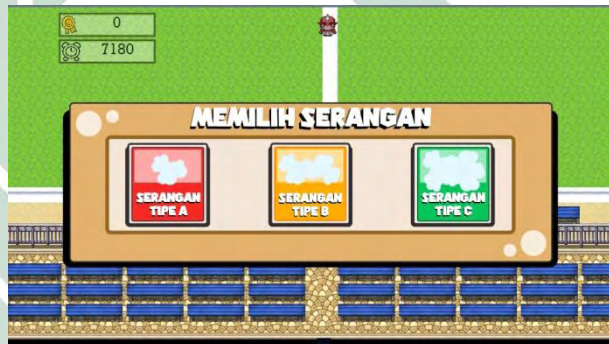 0
7180
MEMILIH SERANGAN
SERANGAN
TIPE A
SERANGAN
TIPE B
SERANGAN
TIPE C